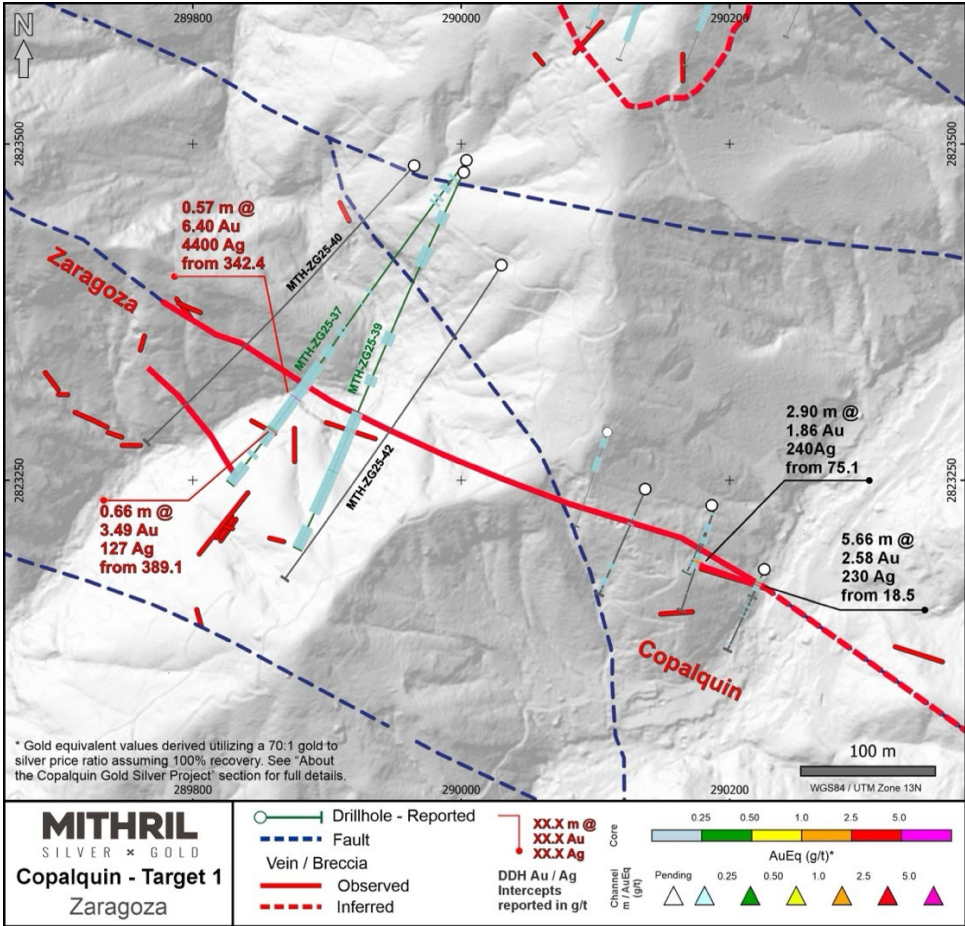 N
289800
290000
290200
2823500
2823500
0.57 m @
6.40 Au
4400 Ag
from 342.4
MTH-ZG25-40
Zaragoza
MTH-ZG25-37
MTH-ZG25-39
MTH-ZG25-42
2823250
2823250
2.90 m @
1.86 Au
240Ag
from 75.1
0.66 m @
3.49 Au
127 Ag
from 389.1
5.66 m @
2.58 Au
230 Ag
from 18.5
Copalquin
* Gold equivalent values derived utilizing a 70:1 gold to
silver price ratio assuming 100% recovery. See "About
the Copalquin Gold Silver Project" section for full details.
100 m
WGS84 / UTM Zone 13N
289800
290000
290200
MITHRIL
SILVER × GOLD
Copalquin - Target 1
Zaragoza
Drillhole - Reported
Fault
Vein / Breccia
Observed
Inferred
XX.X m @
XX.X Au
XX.X Ag
DDH Au / Ag
Intercepts
reported in g/t
Core
0.25 0.50 1.0 2.5 5.0
AuEq (g/t)*
Channel
m / AuEq
(g/t)
Pending 0.25 0.50 1.0 2.5 5.0